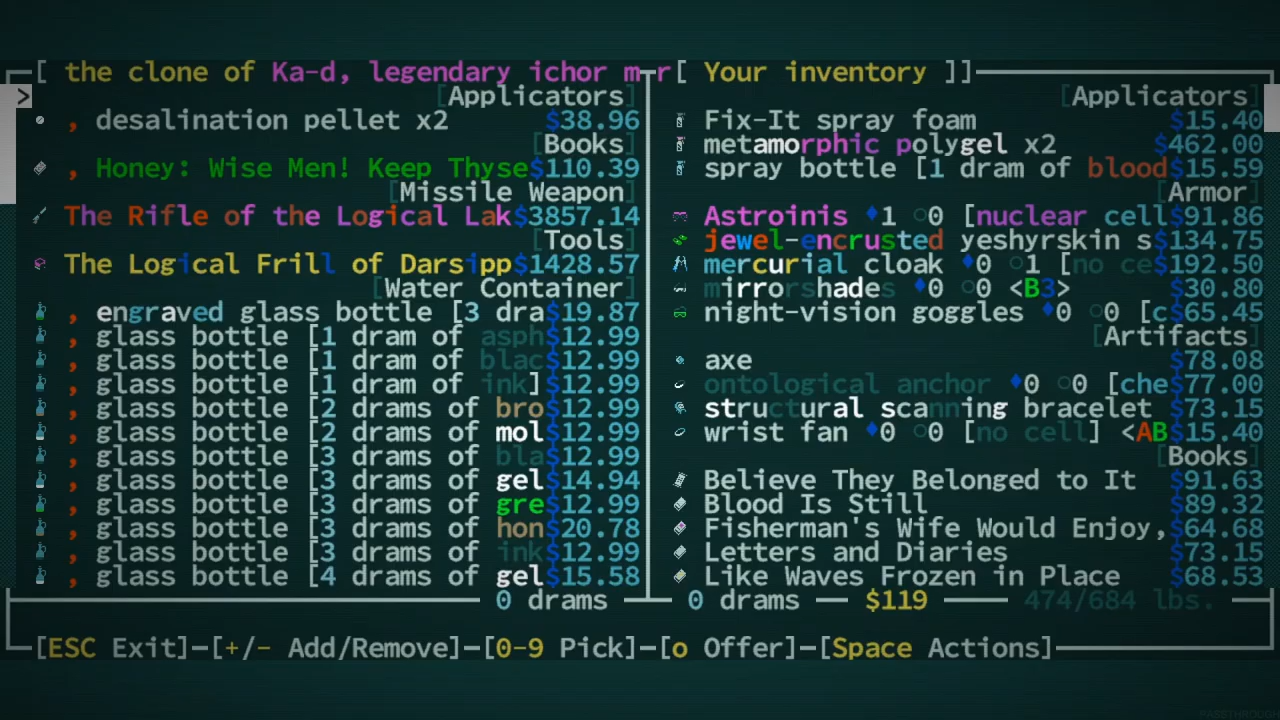 [ the clone of Ka-d, legendary ichor m r[ Your inventory ]]
>
[Applicators]
, desalination pellet x2 $38.96
[Books]
, Honey: Wise Men! Keep Thyse$110.39
[Missile Weapon]
The Rifle of the Logical Lak$3857.14
[Tools]
The Logical Frill of Darsipp$1428.57
[Water Container]
, engraved glass bottle [3 dra$19.87
, glass bottle [1 dram of asph$12.99
, glass bottle [1 dram of blac$12.99
, glass bottle [1 dram of ink]$12.99
, glass bottle [2 drams of bro$12.99
, glass bottle [2 drams of mol$12.99
, glass bottle [3 drams of bla$12.99
, glass bottle [3 drams of gel$14.94
, glass bottle [3 drams of gre$12.99
, glass bottle [3 drams of hon$20.78
, glass bottle [3 drams of ink$12.99
, glass bottle [4 drams of gel$15.58
0 drams
[Applicators]
Fix-It spray foam $15.40
metamorphic polygel x2 $462.00
spray bottle [1 dram of blood$15.59
[Armor]
Astroinis ♦1 ○0 [nuclear cell$91.86
jewel-encrusted yeshyrskin s$134.75
mercurial cloak ♦0 ○1 [no ce$192.50
mirrorshades ♦0 ○0 <B3> $30.80
night-vision goggles ♦0 ○0 [c$65.45
[Artifacts]
axe $78.08
ontological anchor ♦0 ○0 [che$77.00
structural scanning bracelet $73.15
wrist fan ♦0 ○0 [no cell] <AB$15.40
[Books]
Believe They Belonged to It $91.63
Blood Is Still $89.32
Fisherman's Wife Would Enjoy,$64.68
Letters and Diaries $73.15
Like Waves Frozen in Place $68.53
0 drams $119 474/684 lbs.
[ESC Exit]-[+/- Add/Remove]-[0-9 Pick]-[o Offer]-[Space Actions]